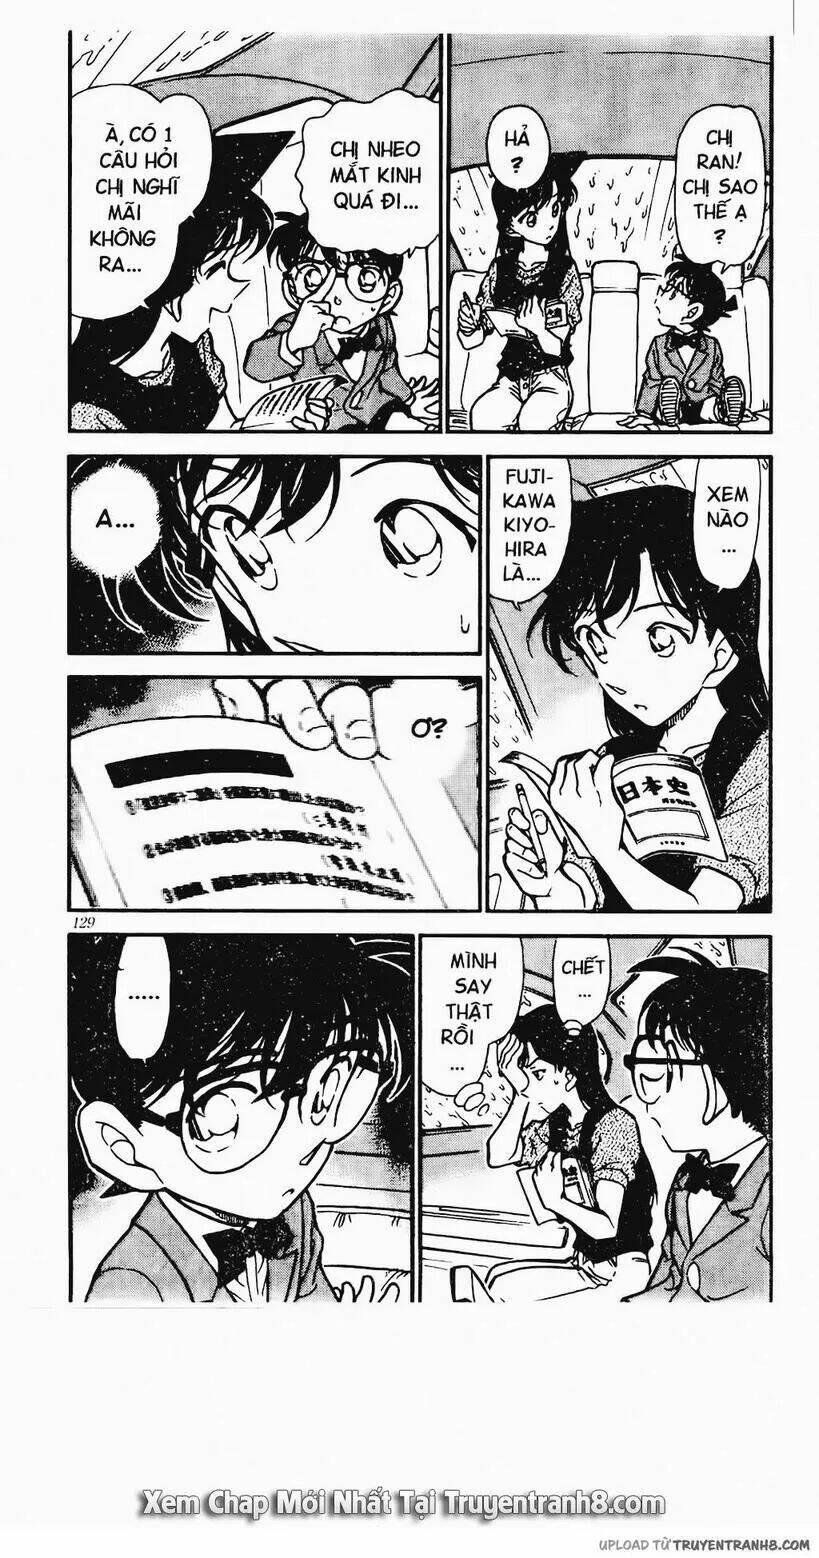 CHỊ
RAN!
CHỊ SAO
THẾ Ạ
?
HẢ
?
CHỊ NHEO
MẮT KINH
QUÁ ĐI...
À, CÓ 1
CÂU HỎI
CHỊ NGHĨ
MÃI
KHÔNG
RA...
XEM
NÀO
...
FUJI-
KAWA
KIYO-
HIRA
LÀ...
日本史
A...
Ơ?
129
CHẾT
...
MÌNH
SAY
THẬT
RỒI
...
......
Xem Chap Mới Nhất Tại Truyentranh8.com
UPLOAD TỪ TRUYENTRANH8.COM